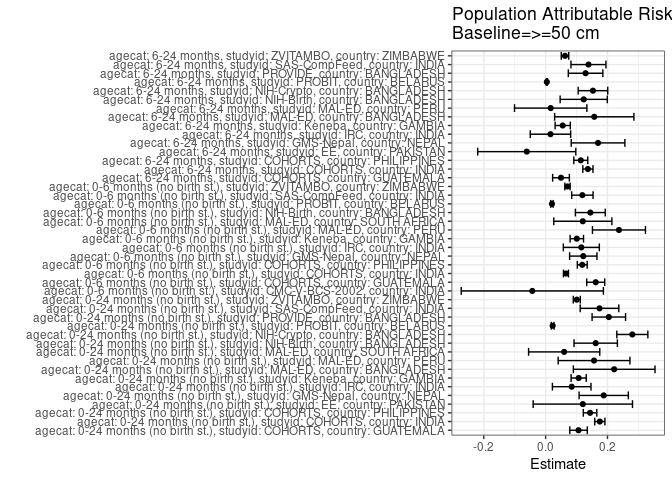 Population Attributable Risk
Baseline=>=50 cm
agecat: 6-24 months, studyid: ZVITAMBO, country: ZIMBABWE
agecat: 6-24 months, studyid: SAS-CompFeed, country: INDIA
agecat: 6-24 months, studyid: PROVIDE, country: BANGLADESH
agecat: 6-24 months, studyid: PROBIT, country: BELARUS
agecat: 6-24 months, studyid: NIH-Crypto, country: BANGLADESH
agecat: 6-24 months, studyid: NIH-Birth, country: BANGLADESH
agecat: 6-24 months, studyid: MAL-ED, country: PERU
agecat: 6-24 months, studyid: MAL-ED, country: BANGLADESH
agecat: 6-24 months, studyid: Keneba, country: GAMBIA
agecat: 6-24 months, studyid: IRC, country: INDIA
agecat: 6-24 months, studyid: GMS-Nepal, country: NEPAL
agecat: 6-24 months, studyid: EE, country: PAKISTAN
agecat: 6-24 months, studyid: COHORTS, country: PHILIPPINES
agecat: 6-24 months, studyid: COHORTS, country: INDIA
agecat: 6-24 months, studyid: COHORTS, country: GUATEMALA
agecat: 0-6 months (no birth st.), studyid: ZVITAMBO, country: ZIMBABWE
agecat: 0-6 months (no birth st.), studyid: SAS-CompFeed, country: INDIA
agecat: 0-6 months (no birth st.), studyid: PROBIT, country: BELARUS
agecat: 0-6 months (no birth st.), studyid: NIH-Birth, country: BANGLADESH
agecat: 0-6 months (no birth st.), studyid: MAL-ED, country: SOUTH AFRICA
agecat: 0-6 months (no birth st.), studyid: MAL-ED, country: PERU
agecat: 0-6 months (no birth st.), studyid: Keneba, country: GAMBIA
agecat: 0-6 months (no birth st.), studyid: IRC, country: INDIA
agecat: 0-6 months (no birth st.), studyid: GMS-Nepal, country: NEPAL
agecat: 0-6 months (no birth st.), studyid: COHORTS, country: PHILIPPINES
agecat: 0-6 months (no birth st.), studyid: COHORTS, country: INDIA
agecat: 0-6 months (no birth st.), studyid: COHORTS, country: GUATEMALA
agecat: 0-6 months (no birth st.), studyid: CMC-V-BCS-2002, country: INDIA
agecat: 0-24 months (no birth st.), studyid: ZVITAMBO, country: ZIMBABWE
agecat: 0-24 months (no birth st.), studyid: SAS-CompFeed, country: INDIA
agecat: 0-24 months (no birth st.), studyid: PROVIDE, country: BANGLADESH
agecat: 0-24 months (no birth st.), studyid: PROBIT, country: BELARUS
agecat: 0-24 months (no birth st.), studyid: NIH-Crypto, country: BANGLADESH
agecat: 0-24 months (no birth st.), studyid: NIH-Birth, country: BANGLADESH
agecat: 0-24 months (no birth st.), studyid: MAL-ED, country: SOUTH AFRICA
agecat: 0-24 months (no birth st.), studyid: MAL-ED, country: PERU
agecat: 0-24 months (no birth st.), studyid: MAL-ED, country: BANGLADESH
agecat: 0-24 months (no birth st.), studyid: Keneba, country: GAMBIA
agecat: 0-24 months (no birth st.), studyid: IRC, country: INDIA
agecat: 0-24 months (no birth st.), studyid: GMS-Nepal, country: NEPAL
agecat: 0-24 months (no birth st.), studyid: EE, country: PAKISTAN
agecat: 0-24 months (no birth st.), studyid: COHORTS, country: PHILIPPINES
agecat: 0-24 months (no birth st.), studyid: COHORTS, country: INDIA
agecat: 0-24 months (no birth st.), studyid: COHORTS, country: GUATEMALA
-0.2 0.0 0.2
Estimate